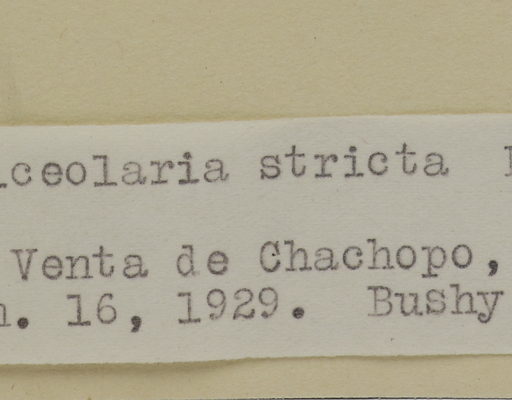 ceolaria stricta
Venta de Chachopo,
. 16, 1929. Bushy